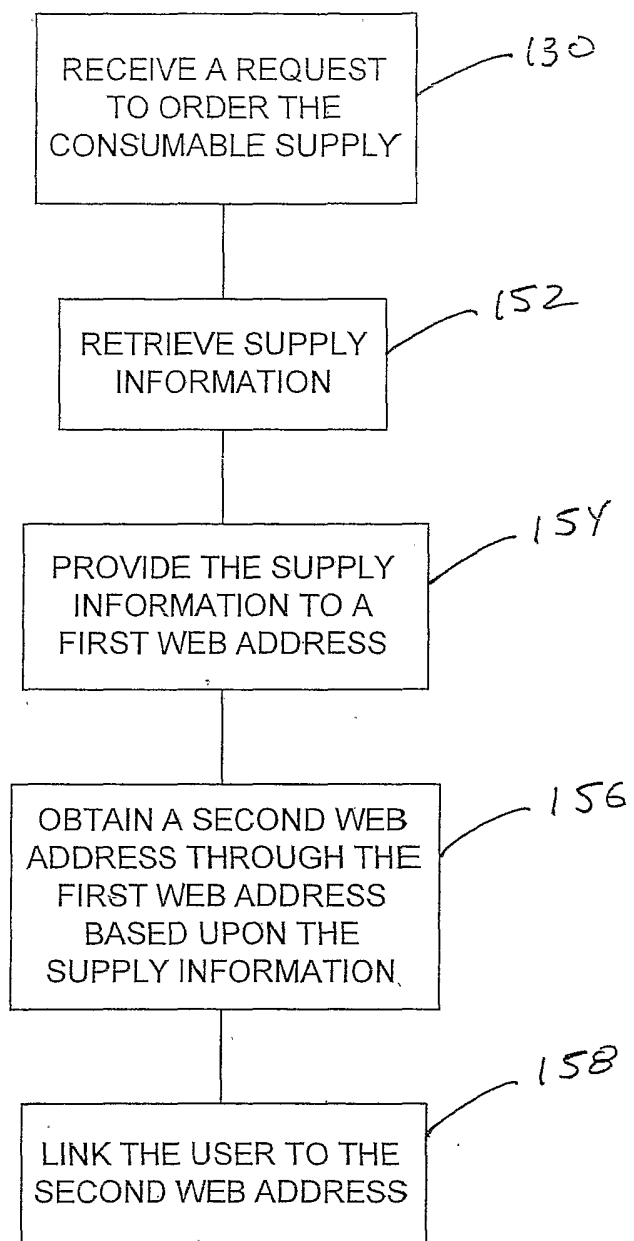 RECEIVE A REQUEST
TO ORDER THE
CONSUMABLE SUPPLY
130
RETRIEVE SUPPLY
INFORMATION
152
PROVIDE THE SUPPLY
INFORMATION TO A
FIRST WEB ADDRESS
154
OBTAIN A SECOND WEB
ADDRESS THROUGH THE
FIRST WEB ADDRESS
BASED UPON THE
SUPPLY INFORMATION
156
LINK THE USER TO THE
SECOND WEB ADDRESS
158